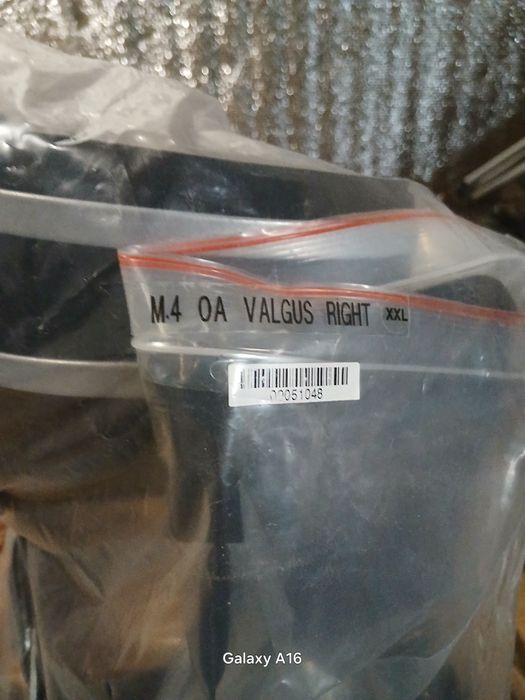 M.4 OA VALGUS RIGHT XXL
00051048
Galaxy A16